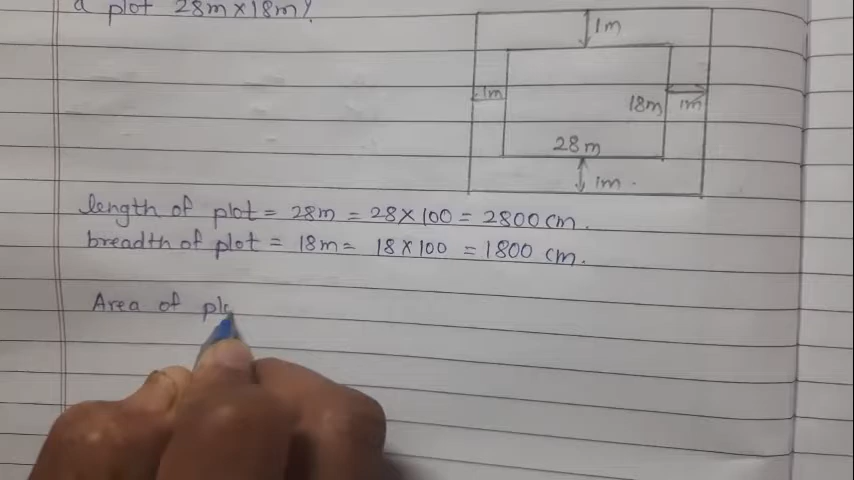 a plot 28m×18m?
1m
1m
18m
1m
28m
1m.
length of plot = 28m = 28×100 = 2800 cm.
breadth of plot = 18m = 18×100 = 1800 cm.
Area of plo